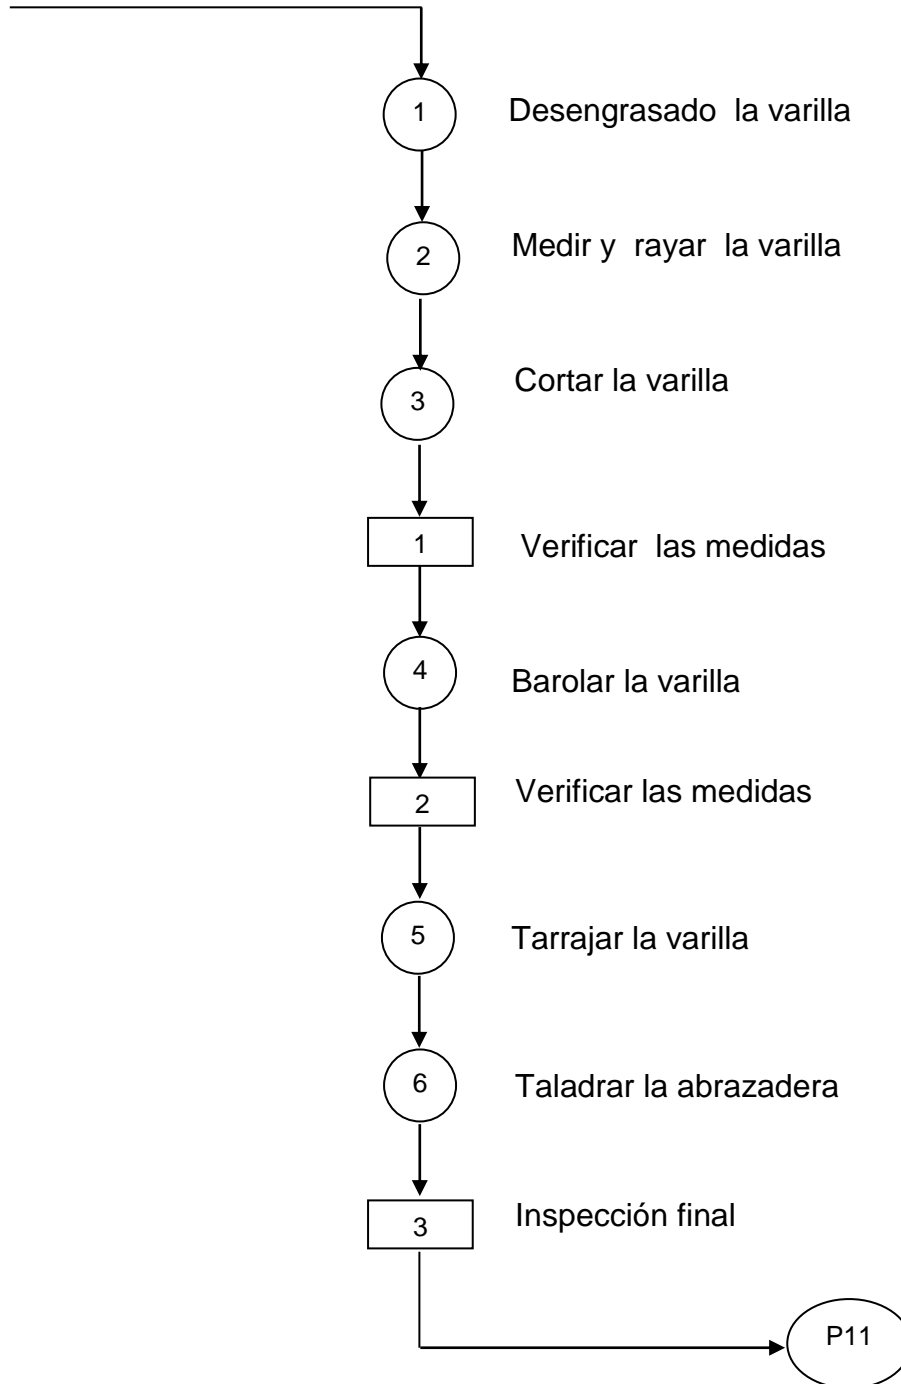 1 Desengrasado la varilla
2 Medir y rayar la varilla
3 Cortar la varilla
1 Verificar las medidas
4 Barolar la varilla
2 Verificar las medidas
5 Tarrajar la varilla
6 Taladrar la abrazadera
3 Inspección final
P11